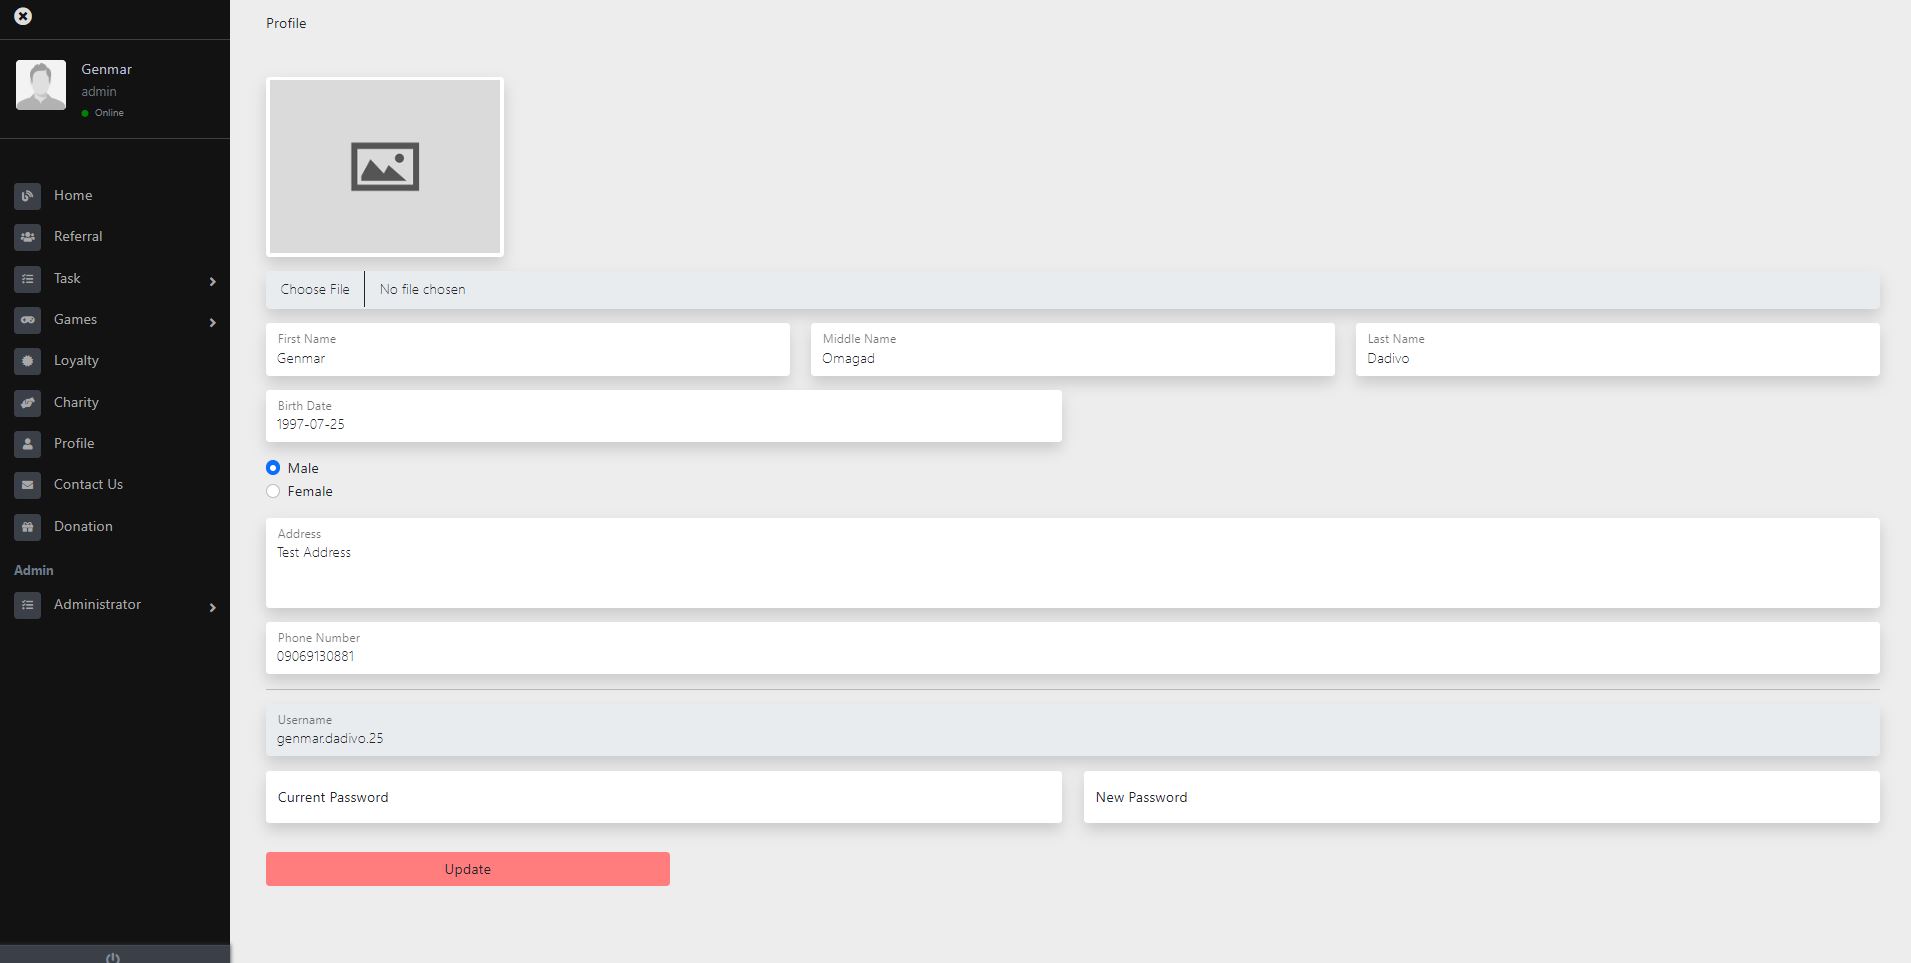 Genmar
admin
Online
Home
Referral
Task
Games
Loyalty
Charity
Profile
Contact Us
Donation
Admin
Administrator
Profile
Choose File No file chosen
First Name
Genmar
Middle Name
Omagad
Last Name
Dadivo
Birth Date
1997-07-25
Male
Female
Address
Test Address
Phone Number
09069130881
Username
genmar.dadivo.25
Current Password
New Password
Update